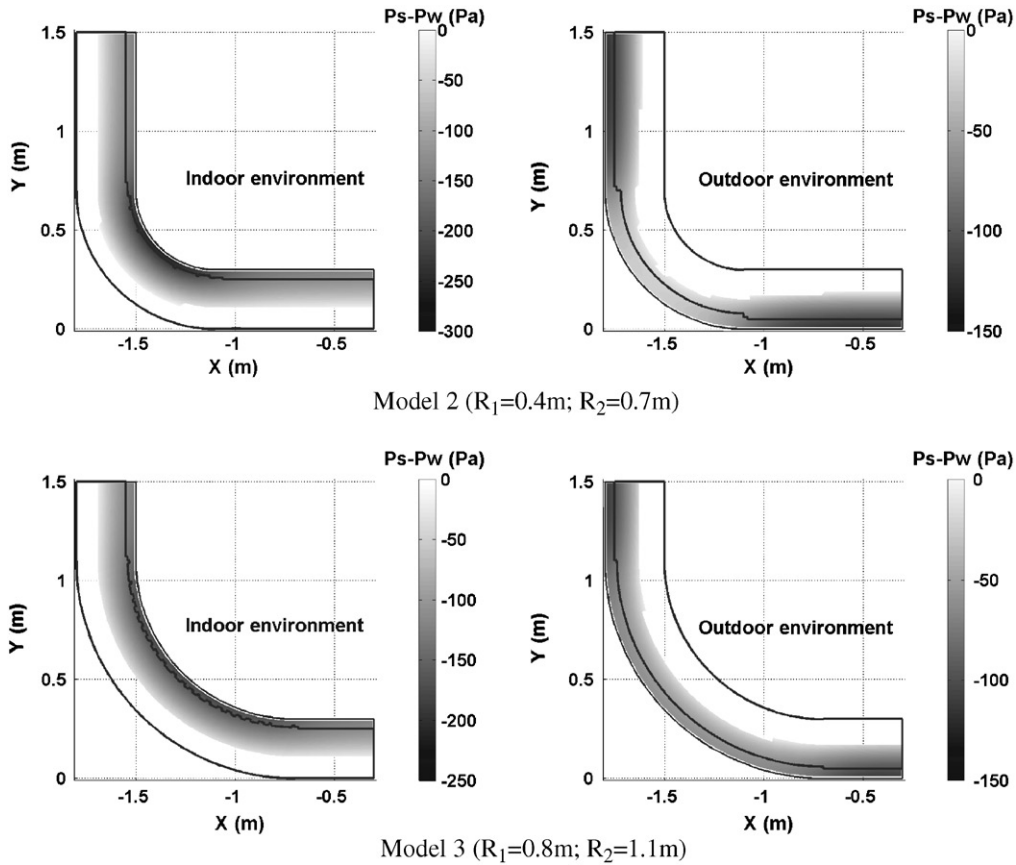 Ps-Pw (Pa)
Ps-Pw (Pa)
1.5
1
0.5
0
Y (m)
-1.5
-1
-0.5
X (m)
Indoor environment
0
-50
-100
-150
-200
-250
-300
1.5
1
0.5
0
Y (m)
-1.5
-1
-0.5
X (m)
Outdoor environment
0
-50
-100
-150
Model 2 (R₁=0.4m; R₂=0.7m)
Ps-Pw (Pa)
Ps-Pw (Pa)
1.5
1
0.5
0
Y (m)
-1.5
-1
-0.5
X (m)
Indoor environment
0
-50
-100
-150
-200
-250
1.5
1
0.5
0
Y (m)
-1.5
-1
-0.5
X (m)
Outdoor environment
0
-50
-100
-150
Model 3 (R₁=0.8m; R₂=1.1m)